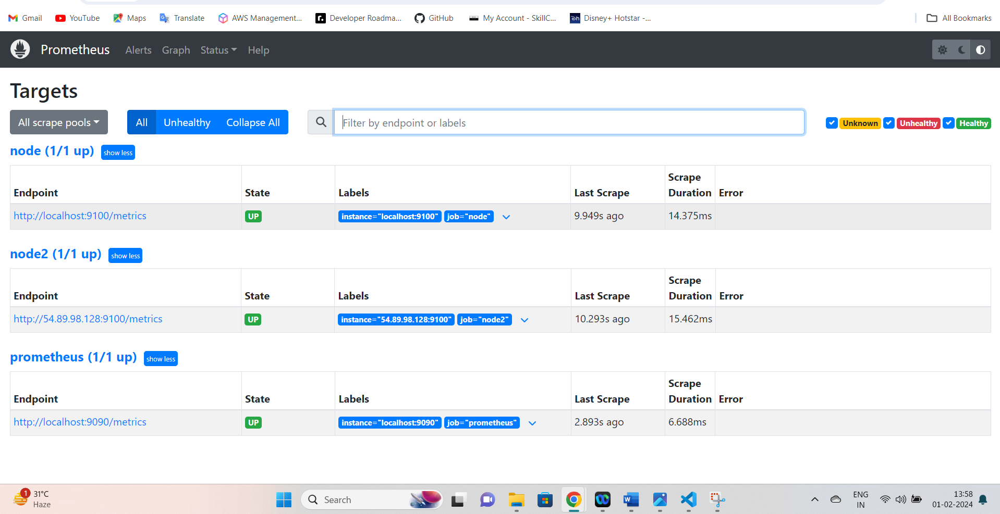 Gmail YouTube Maps Translate AWS Management... Developer Roadma... GitHub My Account - SkillC... Disney+ Hotstar -... All Bookmarks
Prometheus Alerts Graph Status Help
Targets
All scrape pools All Unhealthy Collapse All Filter by endpoint or labels Unknown Unhealthy Healthy
node (1/1 up) show less
Endpoint State Labels Last Scrape Scrape Duration Error
http://localhost:9100/metrics UP instance="localhost:9100" job="node" 9.949s ago 14.375ms
node2 (1/1 up) show less
Endpoint State Labels Last Scrape Scrape Duration Error
http://54.89.98.128:9100/metrics UP instance="54.89.98.128:9100" job="node2" 10.293s ago 15.462ms
prometheus (1/1 up) show less
Endpoint State Labels Last Scrape Scrape Duration Error
http://localhost:9090/metrics UP instance="localhost:9090" job="prometheus" 2.893s ago 6.688ms
1 31°C Search ENG 13:58
Haze IN 01-02-2024